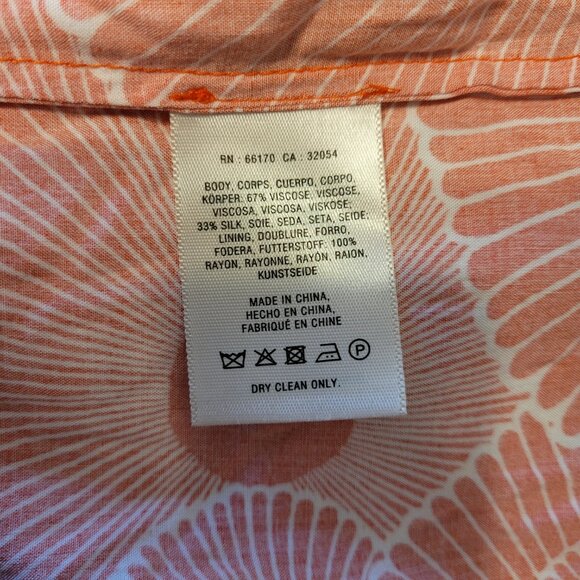 RN : 66170 CA : 32054
BODY, CORPS, CUERPO, CORPO,
KÖRPER: 67% VISCOSE, VISCOSE,
VISCOSA, VISCOSA, VISKOSE;
33% SILK, SOIE, SEDA, SETA, SEIDE;
LINING, DOUBLURE, FORRO,
FODERA, FUTTERSTOFF: 100%
RAYON, RAYONNE, RAYÓN, RAION,
KUNSTSEIDE
MADE IN CHINA,
HECHO EN CHINA,
FABRIQUÉ EN CHINE
P
DRY CLEAN ONLY.